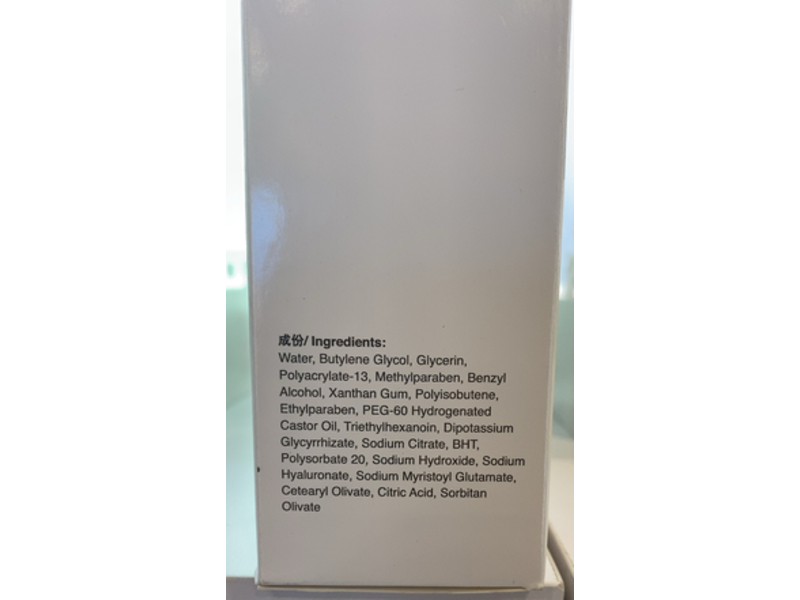 成份/ Ingredients:
Water, Butylene Glycol, Glycerin,
Polyacrylate-13, Methylparaben, Benzyl
Alcohol, Xanthan Gum, Polyisobutene,
Ethylparaben, PEG-60 Hydrogenated
Castor Oil, Triethylhexanoin, Dipotassium
Glycyrrhizate, Sodium Citrate, BHT,
Polysorbate 20, Sodium Hydroxide, Sodium
Hyaluronate, Sodium Myristoyl Glutamate,
Cetearyl Olivate, Citric Acid, Sorbitan
Olivate